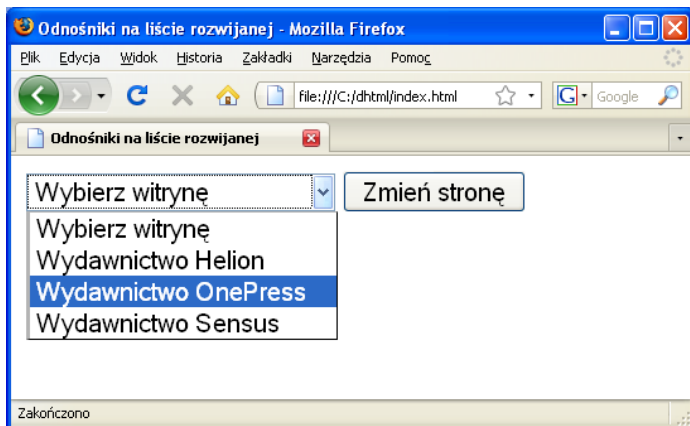 Odnośniki na liście rozwijanej - Mozilla Firefox
Plik Edycja Widok Historia Zakładki Narzędzia Pomoc
file:///C:/dhtml/index.html G Google
Odnośniki na liście rozwijanej
Wybierz witrynę Zmień stronę
Wybierz witrynę
Wydawnictwo Helion
Wydawnictwo OnePress
Wydawnictwo Sensus
Zakończono